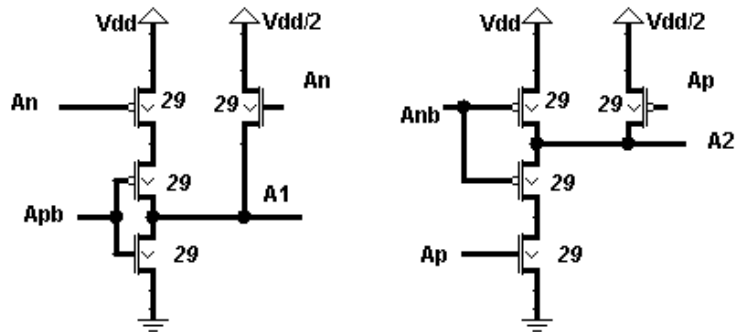 Vdd Vdd/2 Vdd Vdd/2
An 29 29 An Anb 29 29 Ap
A2
29 29
Apb A1
29 Ap 29